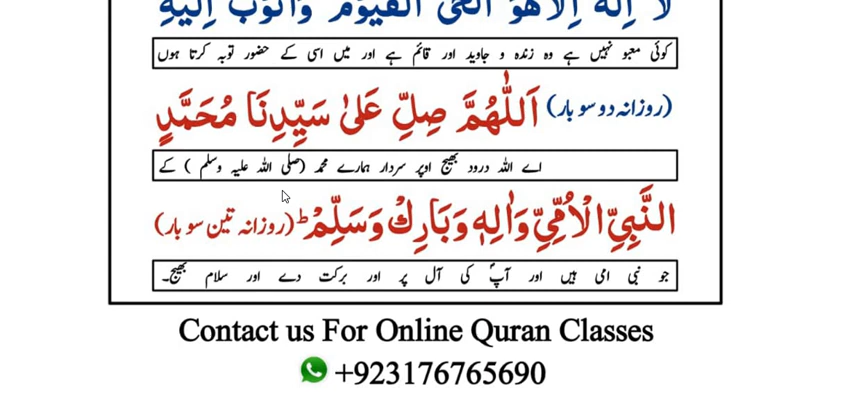 لَا اِلٰهَ اِلَّا هُوَ الْحَیُّ الْقَیُّوْمُ وَاَتُوْبُ اِلَیْهِ
کوئی معبو نہیں ہے وہ زندہ و جاوید اور قائم ہے اور میں اسی کے حضور توبہ کرتا ہوں
(روزانہ دو سو بار) اَللّٰهُمَّ صِلِّ عَلیٰ سَیِّدِنَا مُحَمَّدٍ
اے اللہ درود بھیج اوپر سردار ہمارے محمد (صلی اللہ علیہ وسلم ) کے
النَّبِیِّ الْاُمِّیِّ وَاٰلِهٖ وَبَارِكْ وَسَلِّمْ ؕ (روزانہ تین سو بار)
جو نبی امی ہیں اور آپؐ کی آل پر اور برکت دے اور سلام بھیج۔
Contact us For Online Quran Classes
+923176765690